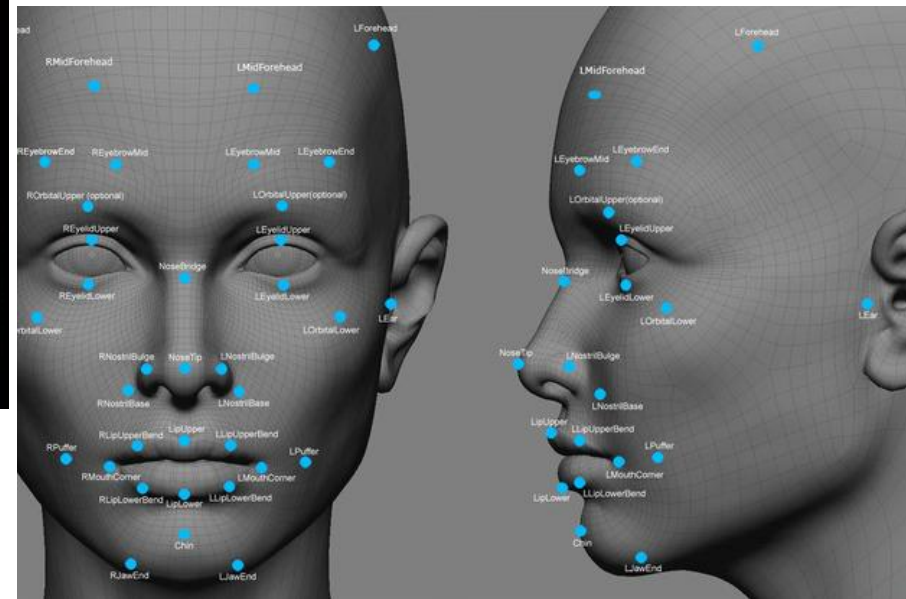 ead
LForehead
RMidForehead
LMidForehead
REyebrowEnd
REyebrowMid
LEyebrowMid
LEyebrowEnd
ROrbitalUpper (optional)
LOrbitalUpper(optional)
REyelidUpper
LEyelidUpper
NoseBridge
REyelidLower
LEyelidLower
OrbitalLower
LOrbitalLower
LEar
RNostrilBulge
NoseTip
LNostrilBulge
RNostrilBase
LNostrilBase
LipUpper
RLipUpperBend
LLipUpperBend
RPuffer
LPuffer
RMouthCorner
LMouthCorner
RLipLowerBend
LipLower
LLipLowerBend
Chin
RJawEnd
LJawEnd
LForehead
LMidForehead
LEyebrowMid
LEyebrowEnd
LOrbitalUpper(optional)
LEyelidUpper
NoseBridge
LEyelidLower
LOrbitalLower
LEar
NoseTip
LNostrilBulge
LNostrilBase
LipUpper
LLipUpperBend
LPuffer
LMouthCorner
LipLower
LLipLowerBend
Chin
LJawEnd